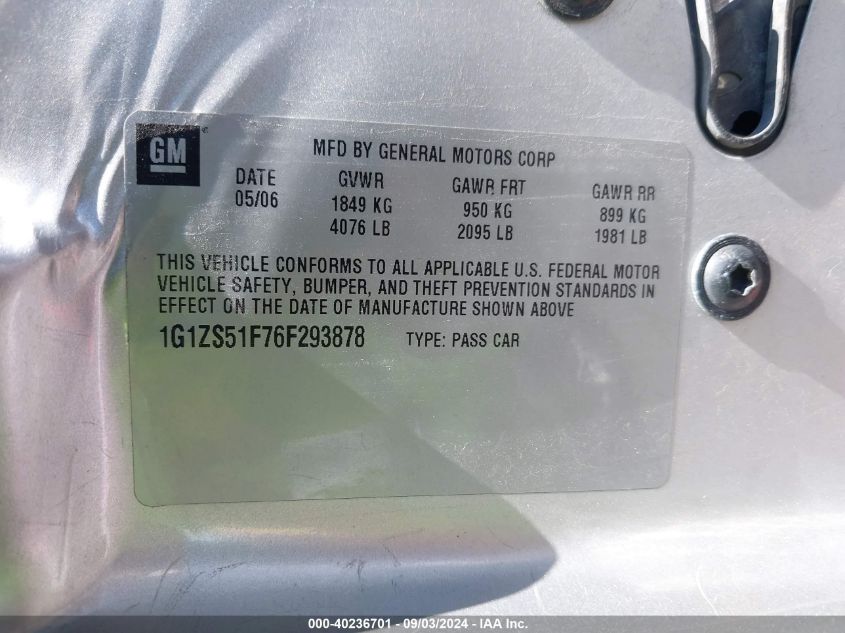 GM
MFD BY GENERAL MOTORS CORP
DATE GVWR GAWR FRT GAWR RR
05/06 1849 KG 950 KG 899 KG
4076 LB 2095 LB 1981 LB
THIS VEHICLE CONFORMS TO ALL APPLICABLE U.S. FEDERAL MOTOR
VEHICLE SAFETY, BUMPER, AND THEFT PREVENTION STANDARDS IN
EFFECT ON THE DATE OF MANUFACTURE SHOWN ABOVE
1G1ZS51F76F293878 TYPE: PASS CAR
000-40236701 - 09/03/2024 - IAA Inc.